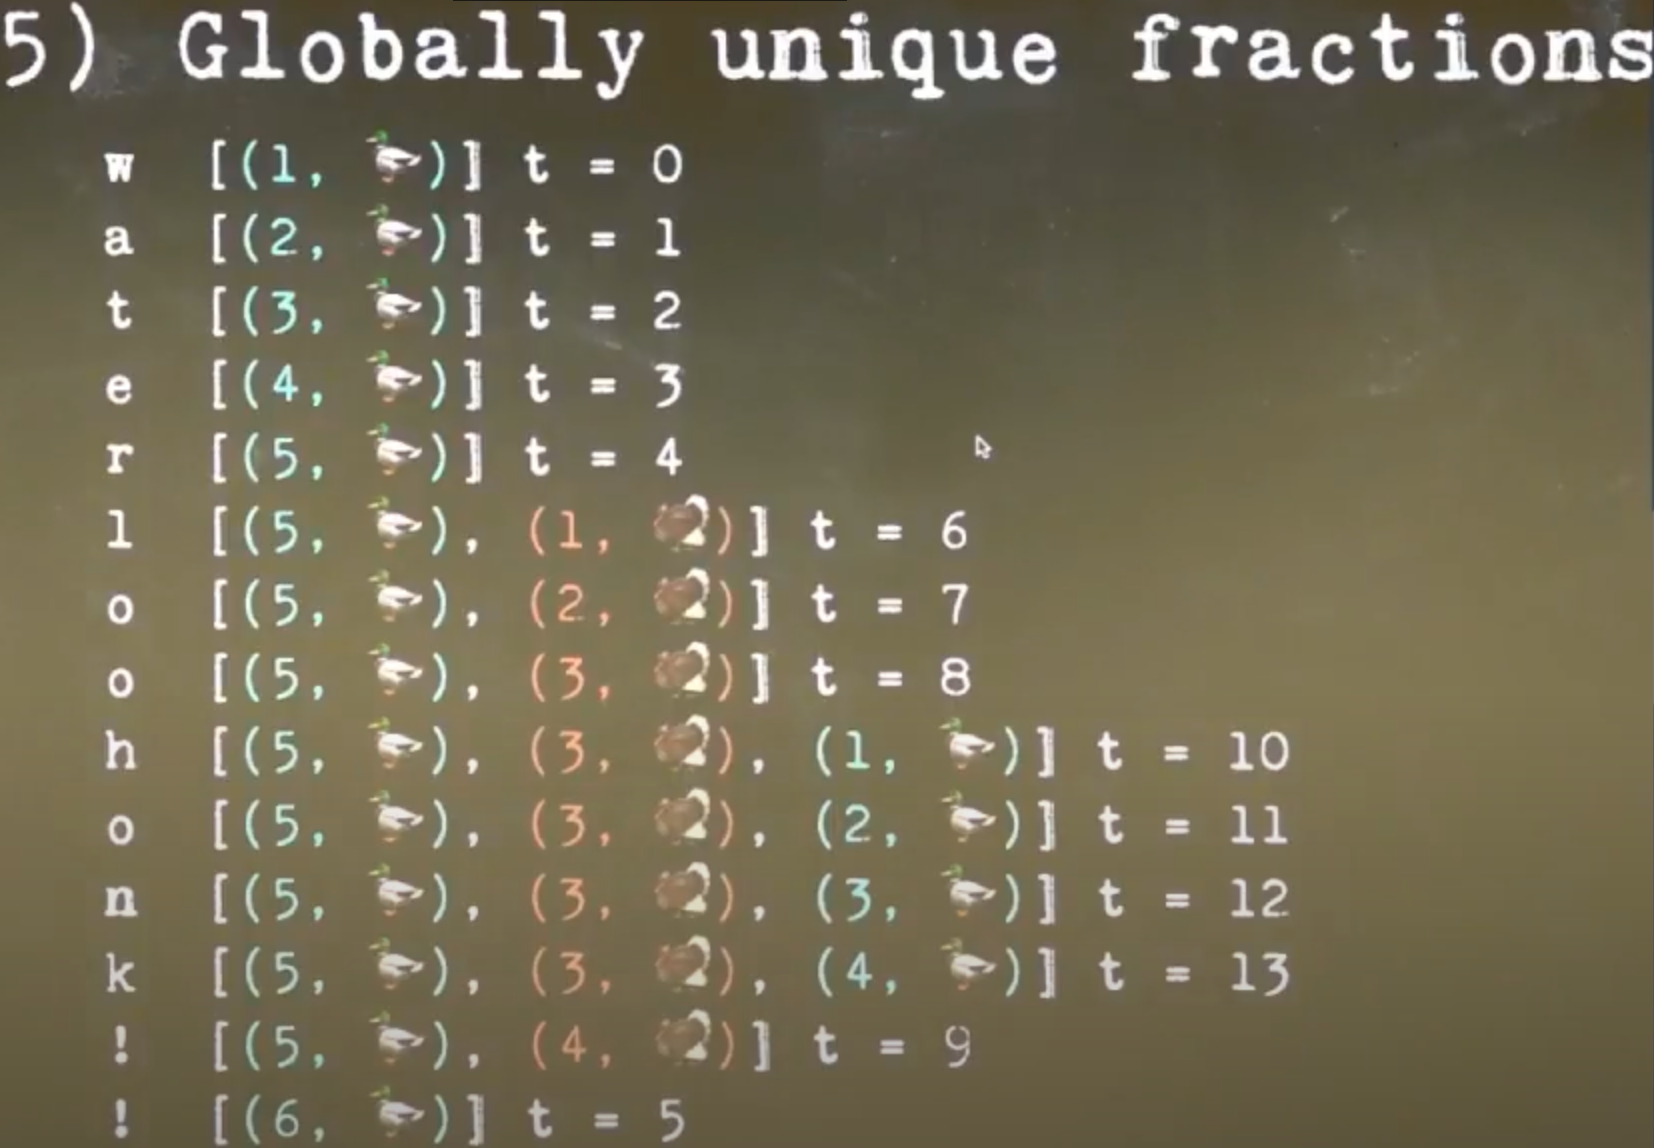 5) Globally unique fractions
w [(1, 🦆)] t = 0
a [(2, 🦆)] t = 1
t [(3, 🦆)] t = 2
e [(4, 🦆)] t = 3
r [(5, 🦆)] t = 4
l [(5, 🦆), (1, 🦃)] t = 6
o [(5, 🦆), (2, 🦃)] t = 7
o [(5, 🦆), (3, 🦃)] t = 8
h [(5, 🦆), (3, 🦃), (1, 🦆)] t = 10
o [(5, 🦆), (3, 🦃), (2, 🦆)] t = 11
n [(5, 🦆), (3, 🦃), (3, 🦆)] t = 12
k [(5, 🦆), (3, 🦃), (4, 🦆)] t = 13
! [(5, 🦆), (4, 🦃)] t = 9
! [(6, 🦆)] t = 5